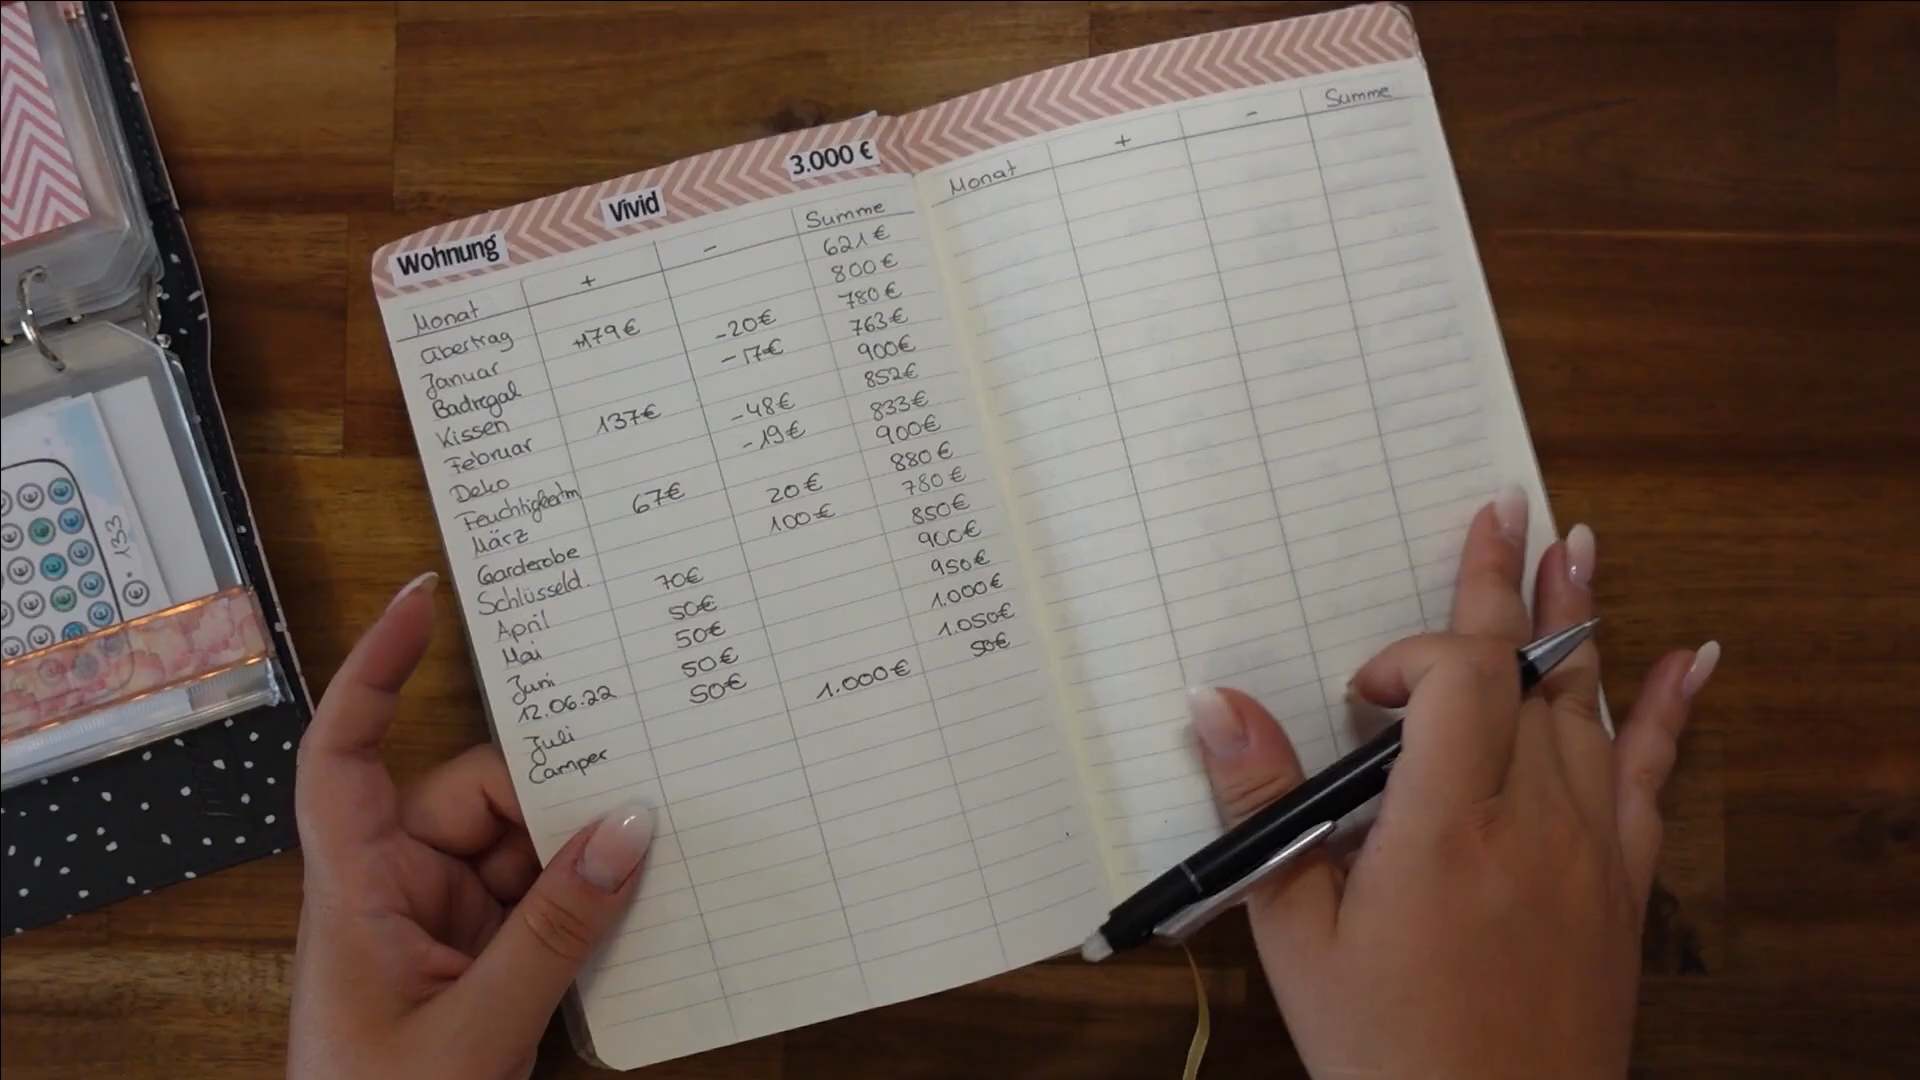 Wohnung Vivid 3.000 €
Monat + - Summe
Übertrag 621€
Januar +179€ 800€
Badregal -20€ 780€
Kissen -17€ 763€
Februar 137€ 900€
Deko -48€ 852€
Feuchtigkeitm -19€ 833€
März 67€ 900€
Garderobe 20€ 880€
Schlüsseld. 100€ 780€
April 70€ 850€
Mai 50€ 900€
Juni 50€ 950€
12.06.22 50€ 1.000€
Juli 50€ 1.050€
Camper 1.000€ 50€
Monat + - Summe
133